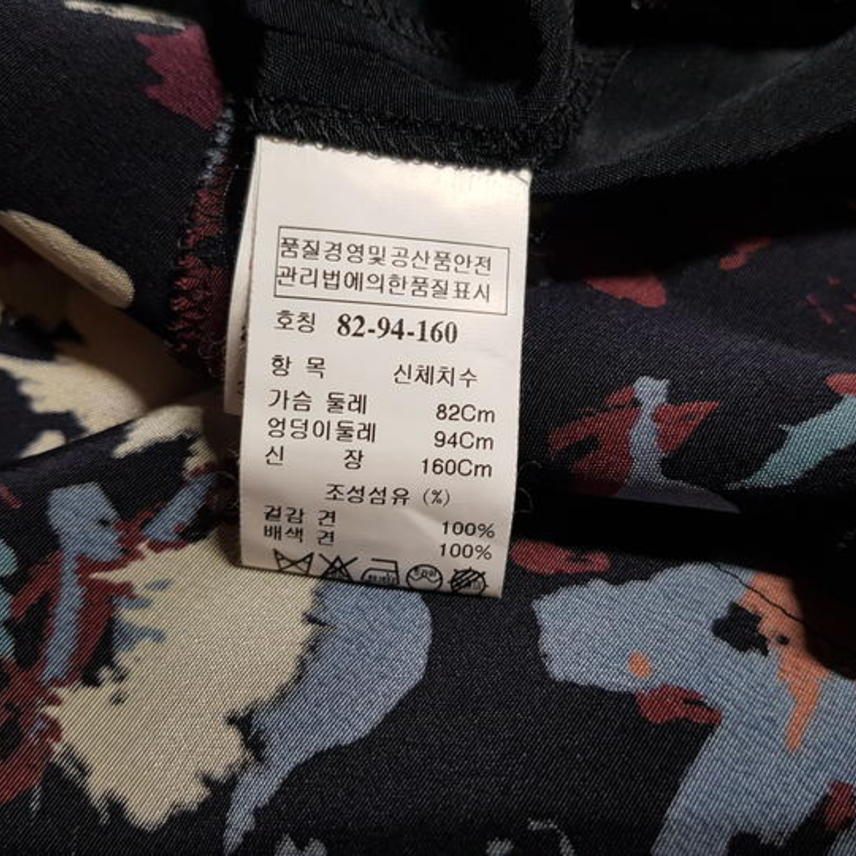 품질경영및공산품안전
관리법에의한품질표시
호칭 82-94-160
항 목 신체치수
가슴 둘레 82Cm
엉덩이둘레 94Cm
신 장 160Cm
조성섬유 (%)
겉감 견 100%
배색 견 100%